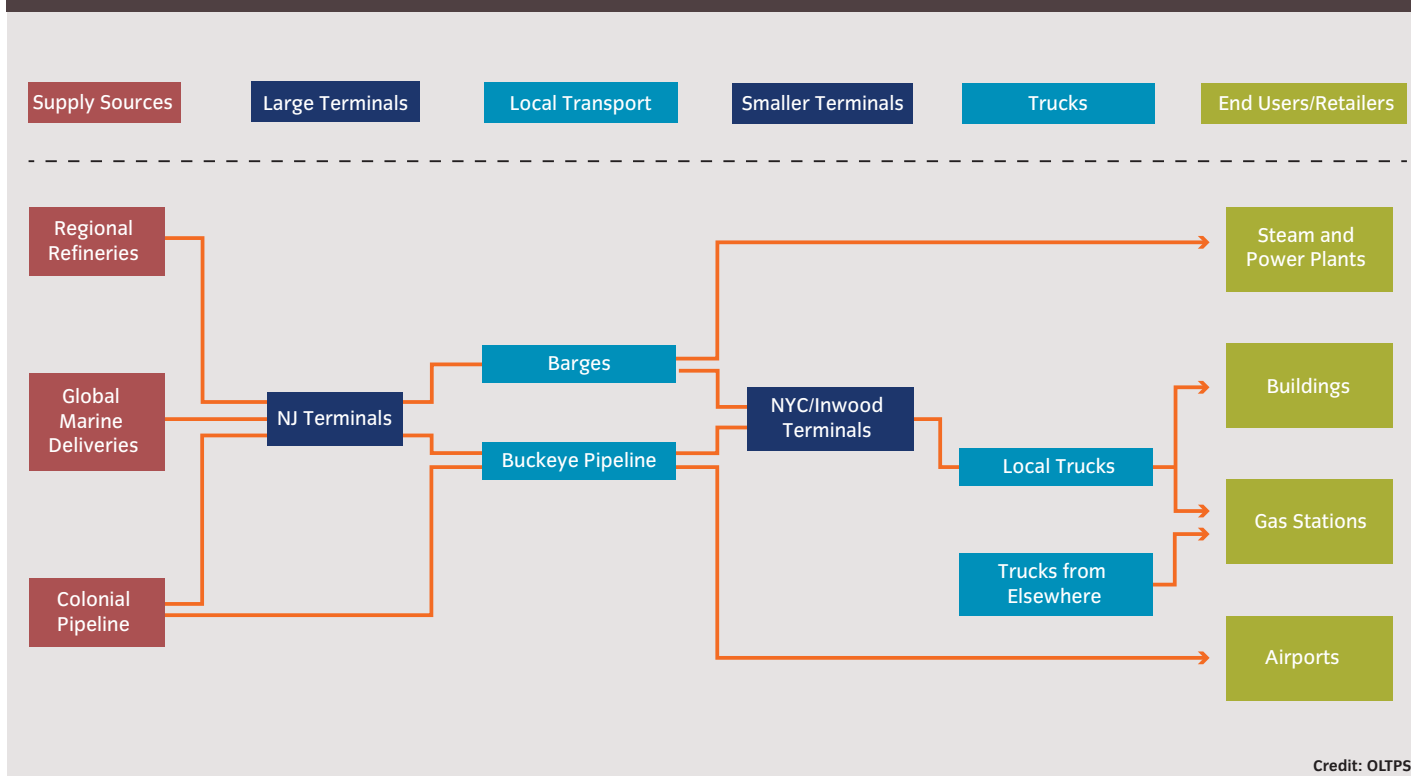 Supply Sources
Large Terminals
Local Transport
Smaller Terminals
Trucks
End Users/Retailers
Regional
Refineries
Steam and
Power Plants
Global
Marine
Deliveries
Barges
Buildings
NJ Terminals
NYC/Inwood
Terminals
Buckeye Pipeline
Local Trucks
Gas Stations
Colonial
Pipeline
Trucks from
Elsewhere
Airports
Credit: OLTPS